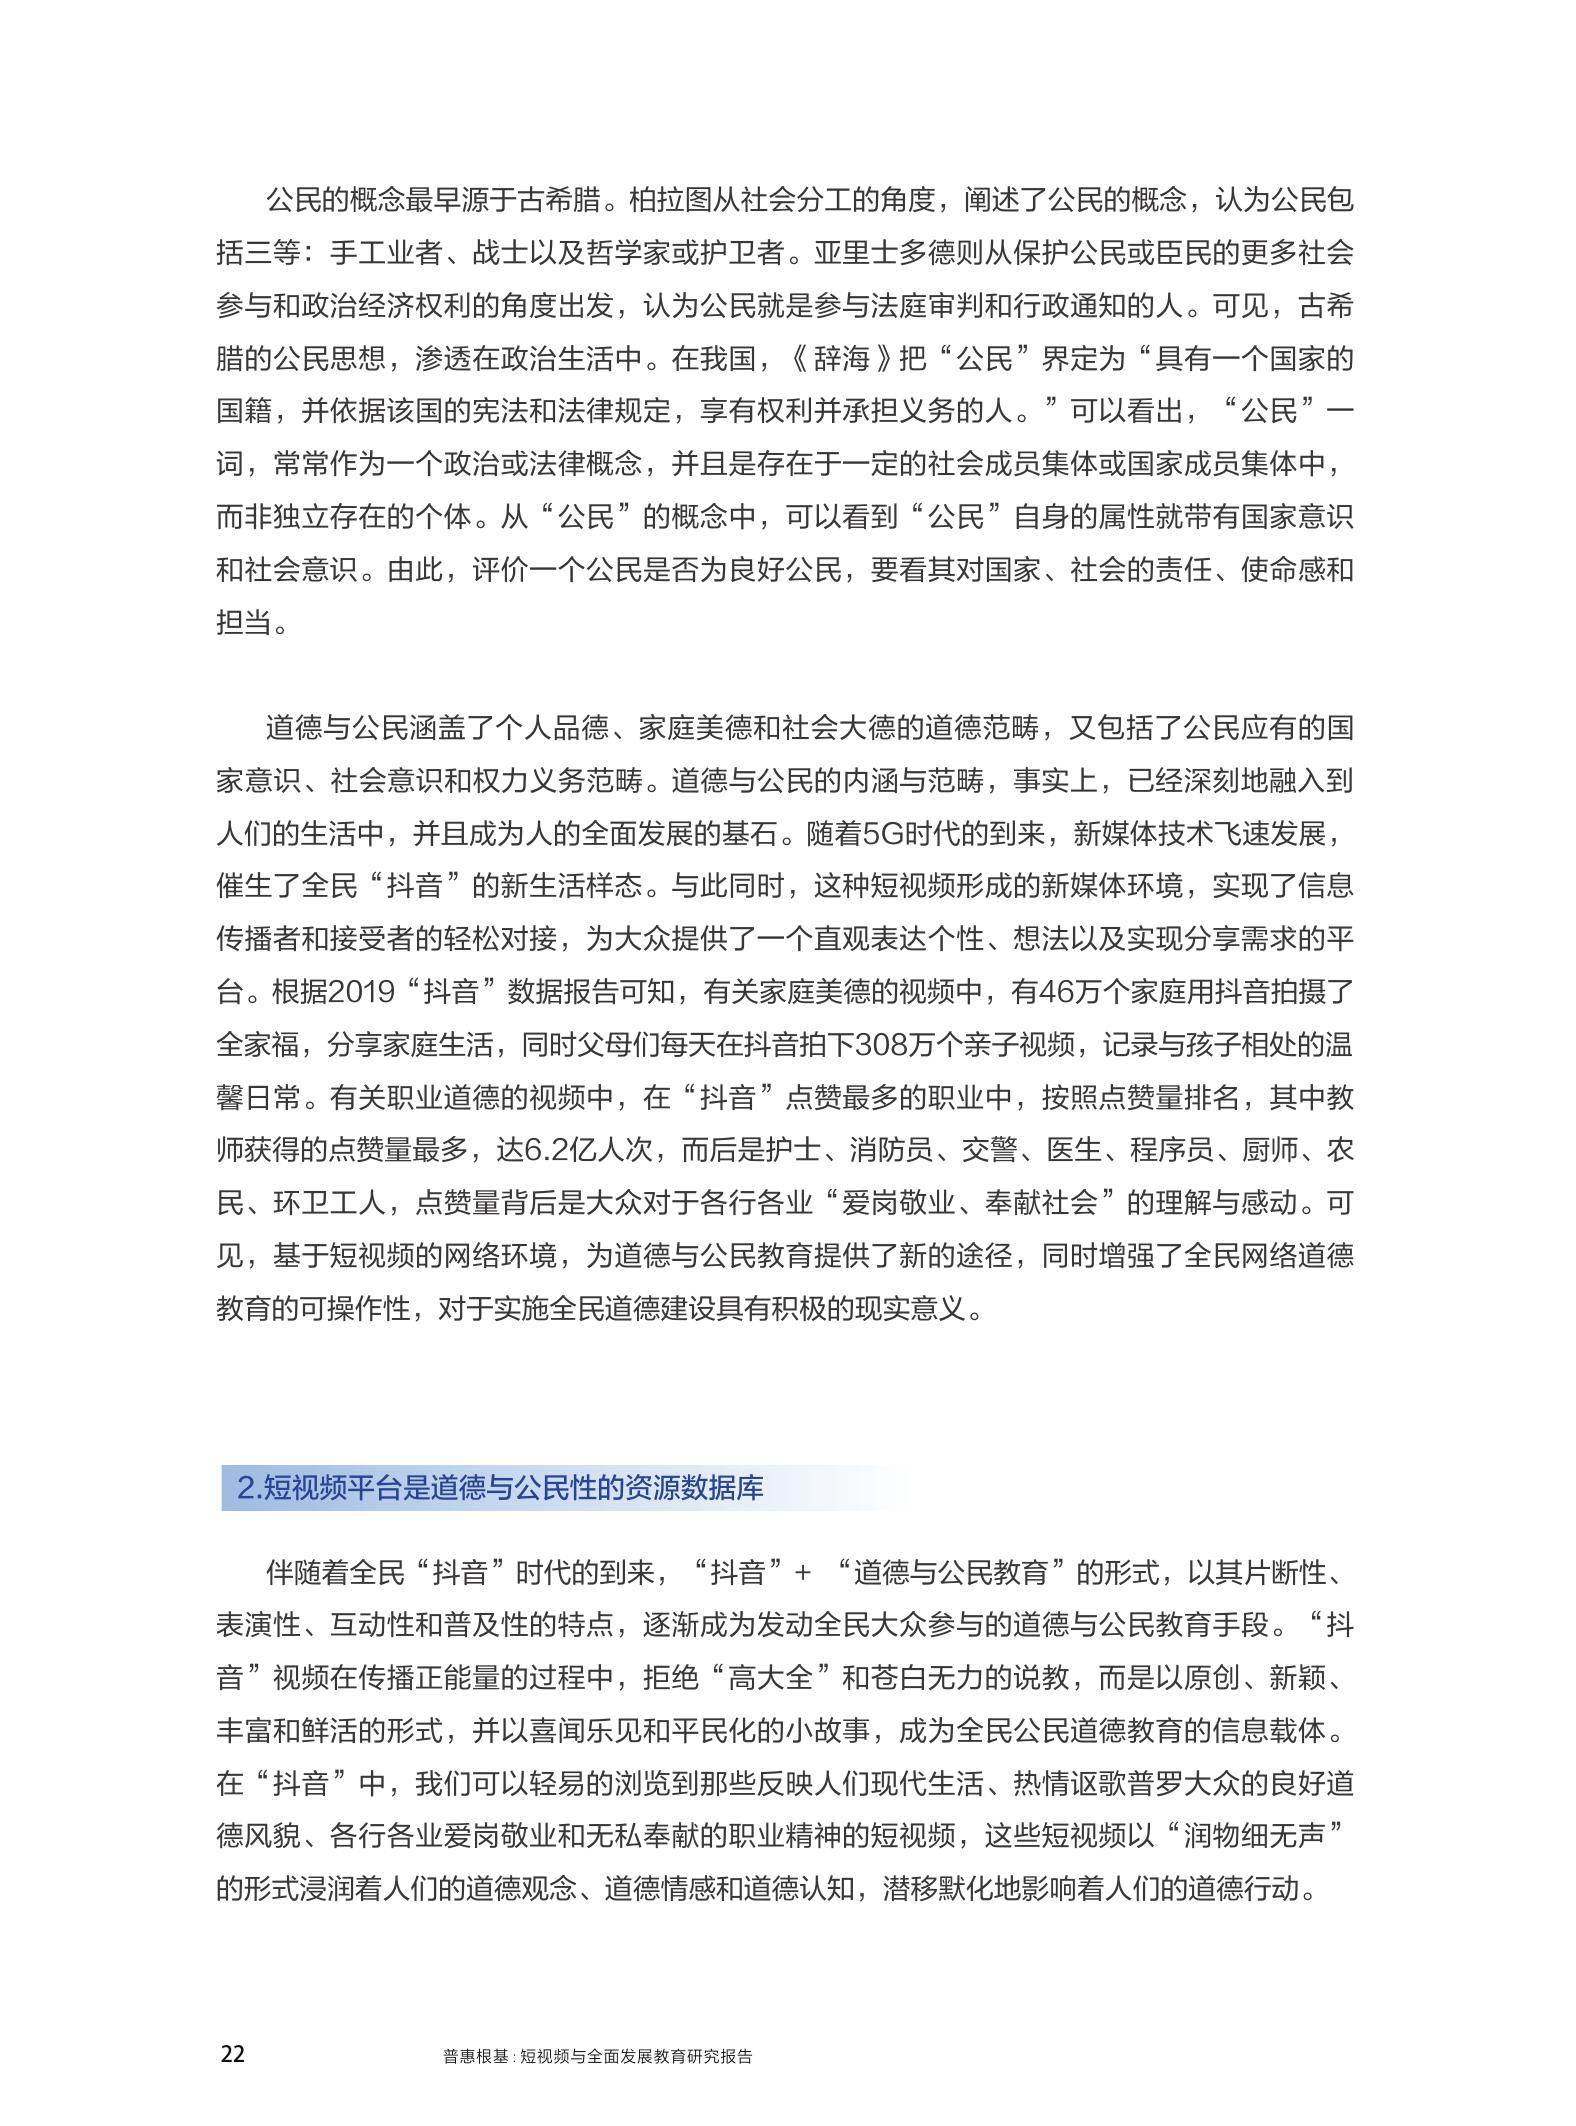 公民的概念最早源于古希腊。柏拉图从社会分工的角度，阐述了公民的概念，认为公民包
括三等：手工业者、战士以及哲学家或护卫者。亚里士多德则从保护公民或臣民的更多社会
参与和政治经济权利的角度出发，认为公民就是参与法庭审判和行政通知的人。可见，古希
腊的公民思想，渗透在政治生活中。在我国，《辞海》把“公民”界定为“具有一个国家的
国籍，并依据该国的宪法和法律规定，享有权利并承担义务的人。”可以看出，“公民”一
词，常常作为一个政治或法律概念，并且是存在于一定的社会成员集体或国家成员集体中，
而非独立存在的个体。从“公民”的概念中，可以看到“公民”自身的属性就带有国家意识
和社会意识。由此，评价一个公民是否为良好公民，要看其对国家、社会的责任、使命感和
担当。
道德与公民涵盖了个人品德、家庭美德和社会大德的道德范畴，又包括了公民应有的国
家意识、社会意识和权力义务范畴。道德与公民的内涵与范畴，事实上，已经深刻地融入到
人们的生活中，并且成为人的全面发展的基石。随着5G时代的到来，新媒体技术飞速发展，
催生了全民“抖音”的新生活样态。与此同时，这种短视频形成的新媒体环境，实现了信息
传播者和接受者的轻松对接，为大众提供了一个直观表达个性、想法以及实现分享需求的平
台。根据2019“抖音”数据报告可知，有关家庭美德的视频中，有46万个家庭用抖音拍摄了
全家福，分享家庭生活，同时父母们每天在抖音拍下308万个亲子视频，记录与孩子相处的温
馨日常。有关职业道德的视频中，在“抖音”点赞最多的职业中，按照点赞量排名，其中教
师获得的点赞量最多，达6.2亿人次，而后是护士、消防员、交警、医生、程序员、厨师、农
民、环卫工人，点赞量背后是大众对于各行各业“爱岗敬业、奉献社会”的理解与感动。可
见，基于短视频的网络环境，为道德与公民教育提供了新的途径，同时增强了全民网络道德
教育的可操作性，对于实施全民道德建设具有积极的现实意义。
2.短视频平台是道德与公民性的资源数据库
伴随着全民“抖音”时代的到来，“抖音”+ “道德与公民教育”的形式，以其片断性、
表演性、互动性和普及性的特点，逐渐成为发动全民大众参与的道德与公民教育手段。“抖
音”视频在传播正能量的过程中，拒绝“高大全”和苍白无力的说教，而是以原创、新颖、
丰富和鲜活的形式，并以喜闻乐见和平民化的小故事，成为全民公民道德教育的信息载体。
在“抖音”中，我们可以轻易的浏览到那些反映人们现代生活、热情讴歌普罗大众的良好道
德风貌、各行各业爱岗敬业和无私奉献的职业精神的短视频，这些短视频以“润物细无声”
的形式浸润着人们的道德观念、道德情感和道德认知，潜移默化地影响着人们的道德行动。
22 普惠根基:短视频与全面发展教育研究报告